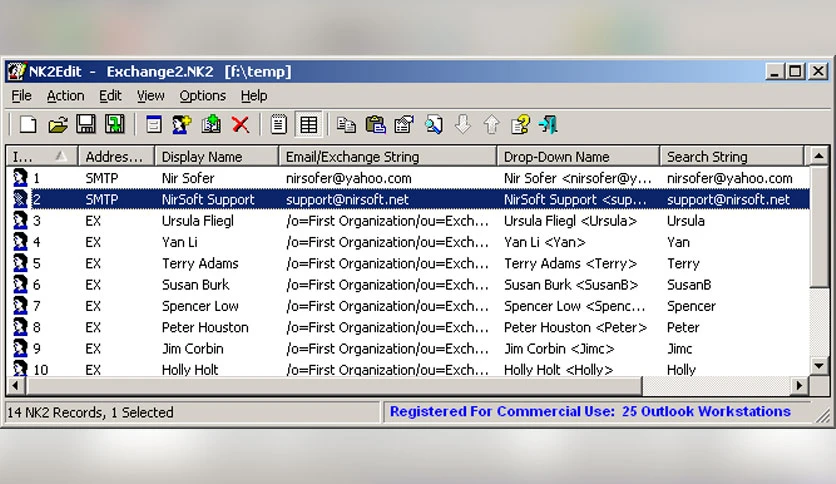 NK2Edit - Exchange2.NK2 [f:\temp]
File Action Edit View Options Help
I... Addres... Display Name Email/Exchange String Drop-Down Name Search String
1 SMTP Nir Sofer nirsofer@yahoo.com Nir Sofer <nirsofer@y... nirsofer@yahoo.com
2 SMTP NirSoft Support support@nirsoft.net NirSoft Support <sup... support@nirsoft.net
3 EX Ursula Fliegl /o=First Organization/ou=Exch... Ursula Fliegl <Ursula> Ursula
4 EX Yan Li /o=First Organization/ou=Exch... Yan Li <Yan> Yan
5 EX Terry Adams /o=First Organization/ou=Exch... Terry Adams <Terry> Terry
6 EX Susan Burk /o=First Organization/ou=Exch... Susan Burk <SusanB> SusanB
7 EX Spencer Low /o=First Organization/ou=Exch... Spencer Low <Spenc... Spencer
8 EX Peter Houston /o=First Organization/ou=Exch... Peter Houston <Peter> Peter
9 EX Jim Corbin /o=First Organization/ou=Exch... Jim Corbin <Jimc> Jimc
10 EX Holly Holt /o=First Organization/ou=Exch... Holly Holt <Holly> Holly
14 NK2 Records, 1 Selected Registered For Commercial Use: 25 Outlook Workstations